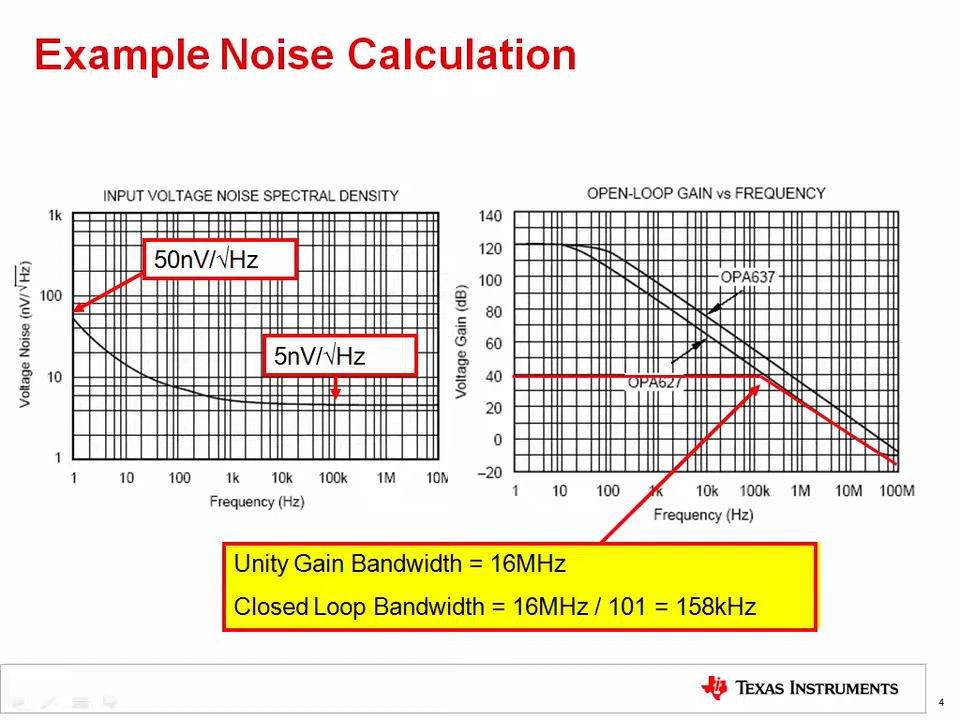 Example Noise Calculation
INPUT VOLTAGE NOISE SPECTRAL DENSITY
Voltage Noise (nV/√Hz)
1k
100
10
1
50nV/√Hz
5nV/√Hz
1 10 100 1k 10k 100k 1M 10M
Frequency (Hz)
OPEN-LOOP GAIN vs FREQUENCY
Voltage Gain (dB)
140
120
100
80
60
40
20
0
–20
OPA637
OPA627
1 10 100 1k 10k 100k 1M 10M 100M
Frequency (Hz)
Unity Gain Bandwidth = 16MHz
Closed Loop Bandwidth = 16MHz / 101 = 158kHz
TEXAS INSTRUMENTS
4